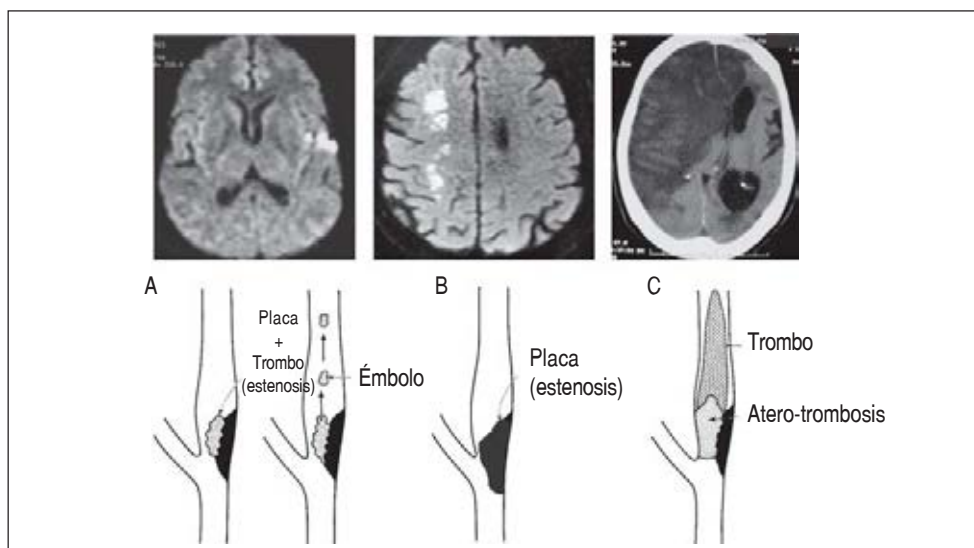 A
Placa
+
Trombo
(estenosis)
Émbolo
B
Placa
(estenosis)
C
Trombo
Atero-trombosis